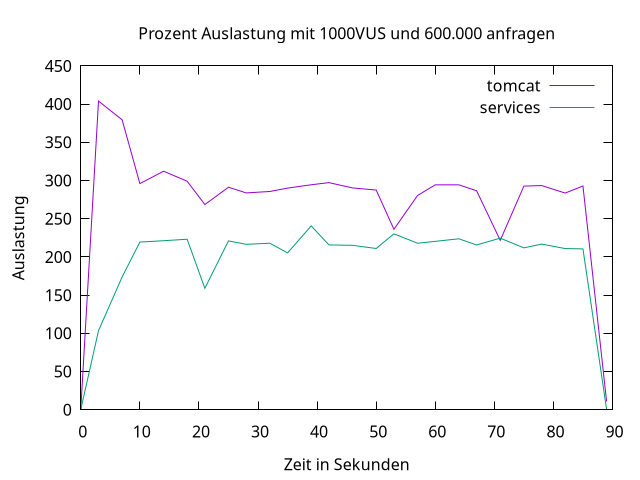 Prozent Auslastung mit 1000VUS und 600.000 anfragen
450
400
350
300
250
200
150
100
50
0
Auslastung
tomcat
services
0 10 20 30 40 50 60 70 80 90
Zeit in Sekunden